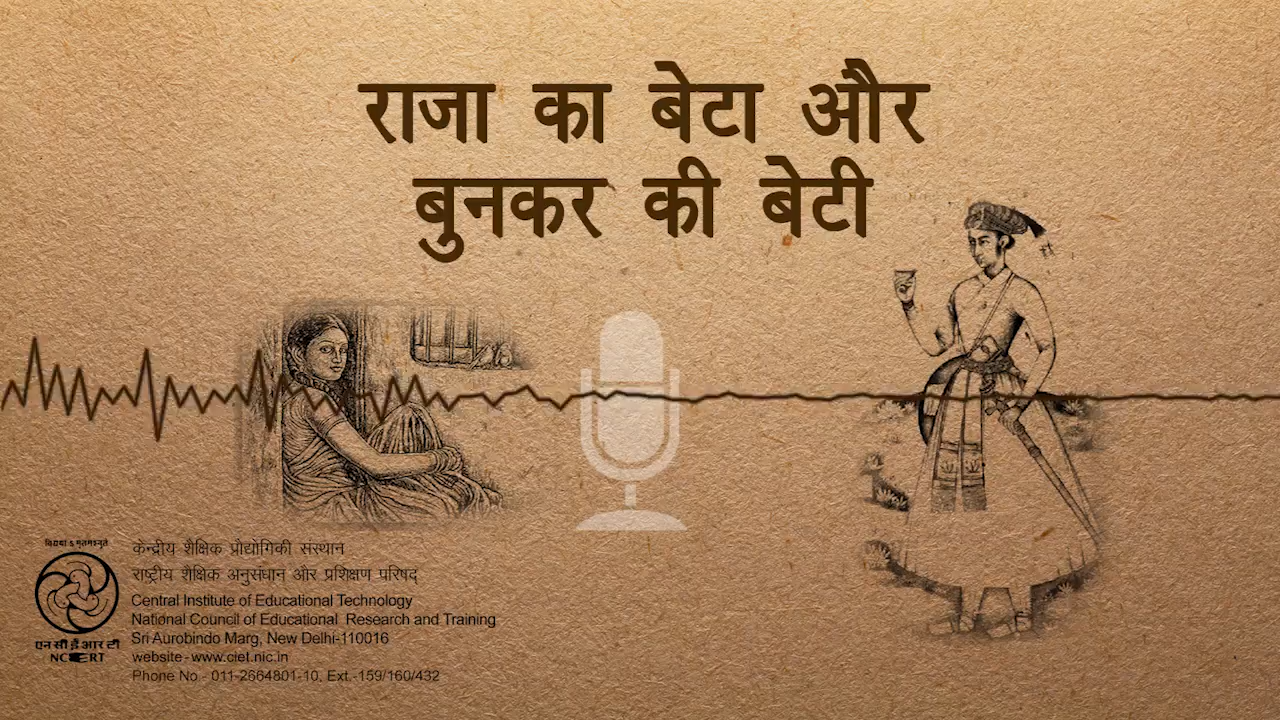 राजा का बेटा और
बुनकर की बेटी
विद्यया ऽ मृतमश्नुते
एन सी ई आर टी
NCERT
केन्द्रीय शैक्षिक प्रौद्योगिकी संस्थान
राष्ट्रीय शैक्षिक अनुसंधान और प्रशिक्षण परिषद्
Central Institute of Educational Technology
National Council of Educational Research and Training
Sri Aurobindo Marg, New Delhi-110016
website - www.ciet.nic.in
Phone No - 011-2664801-10, Ext.-159/160/432